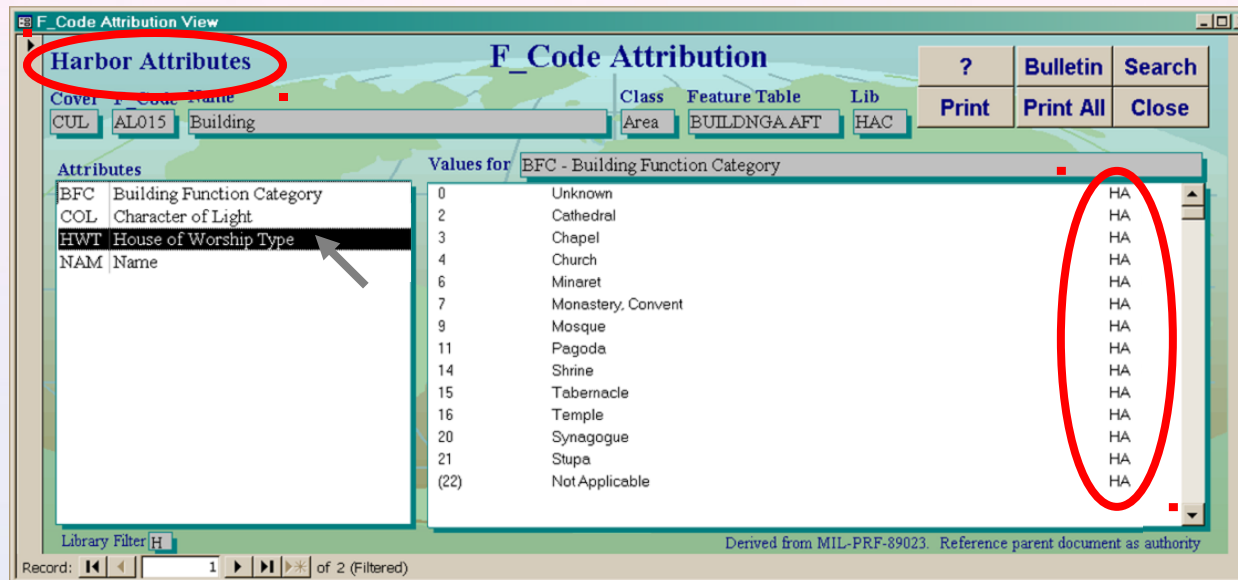 F_Code Attribution View
Harbor Attributes
F_Code Attribution
? Bulletin Search
Cover F_Code Name Class Feature Table Lib
Print Print All Close
CUL AL015 Building Area BUILDNGA.AFT HAC
Attributes
Values for BFC - Building Function Category
BFC Building Function Category
COL Character of Light
HWT House of Worship Type
NAM Name
0 Unknown HA
2 Cathedral HA
3 Chapel HA
4 Church HA
6 Minaret HA
7 Monastery, Convent HA
9 Mosque HA
11 Pagoda HA
14 Shrine HA
15 Tabernacle HA
16 Temple HA
20 Synagogue HA
21 Stupa HA
(22) Not Applicable HA
Library Filter H
Derived from MIL-PRF-89023. Reference parent document as authority
Record: 1 of 2 (Filtered)